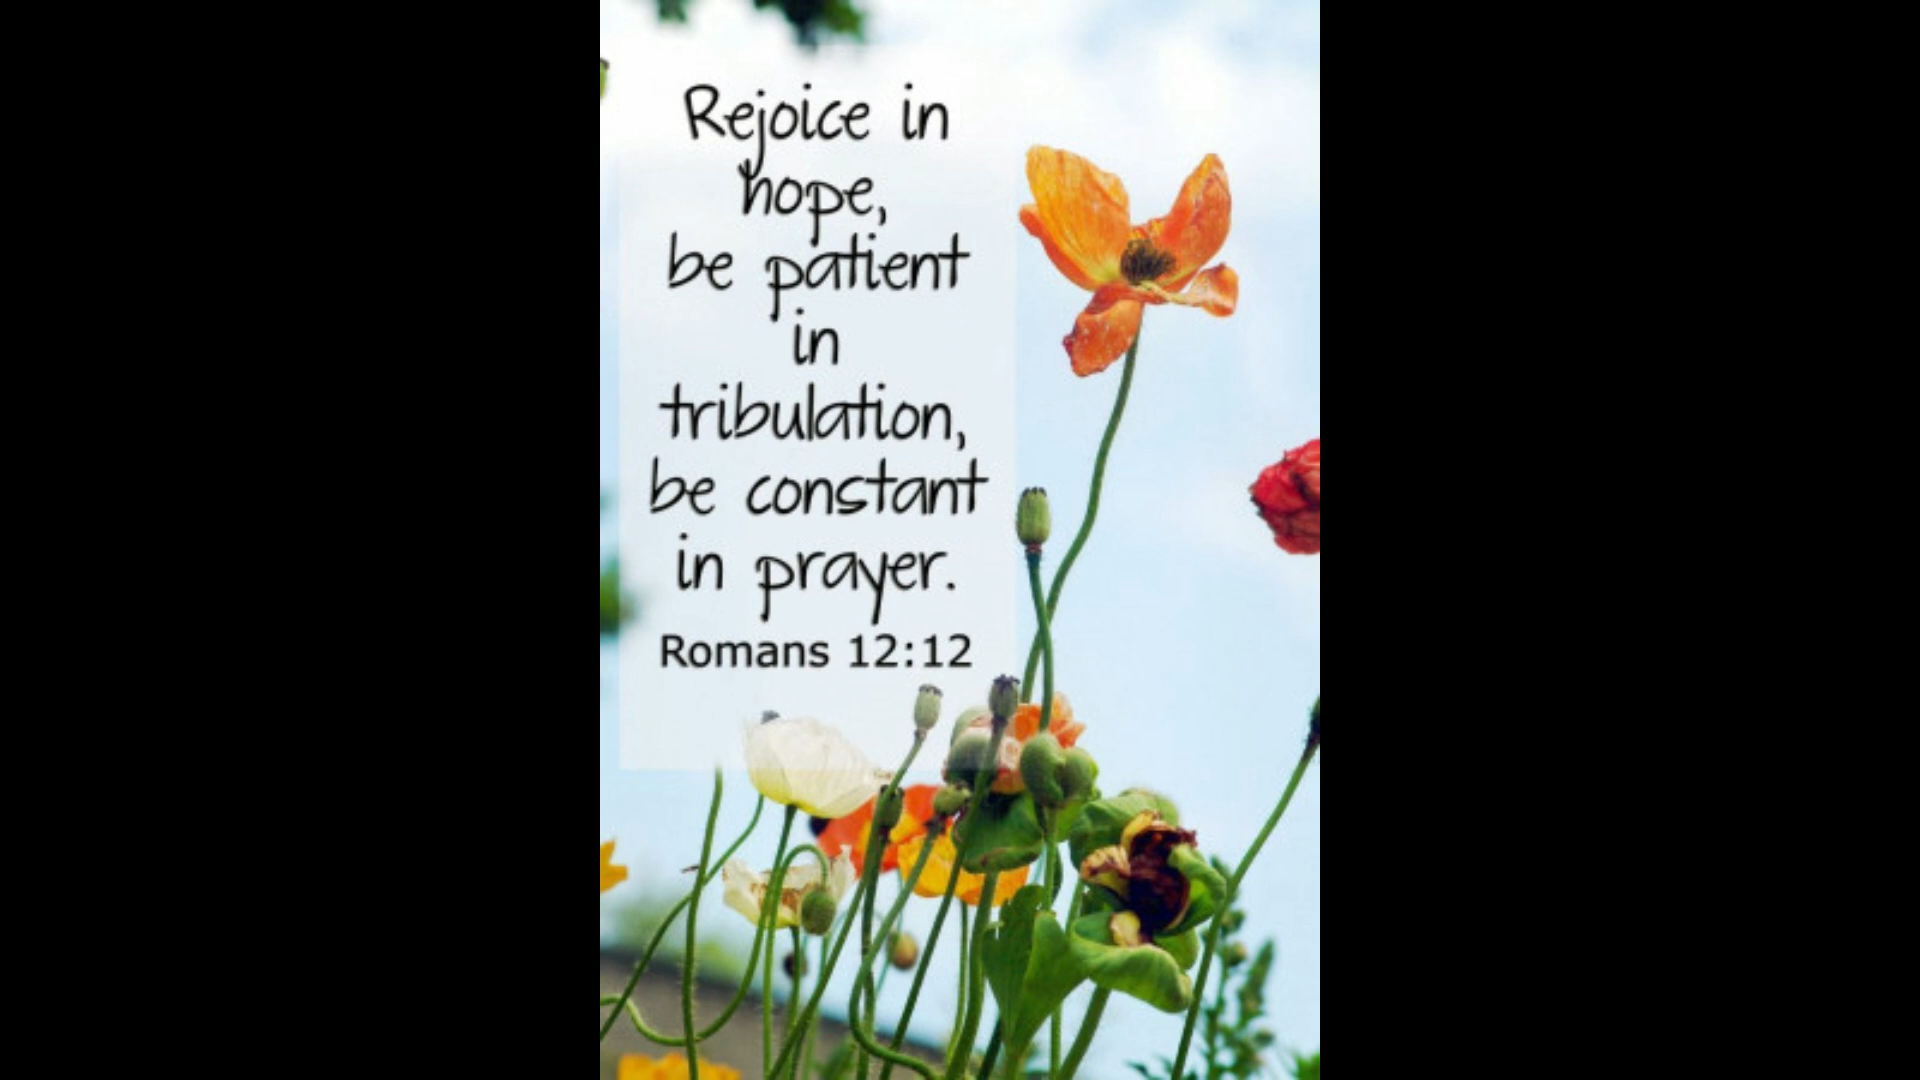 Rejoice in
hope,
be patient
in
tribulation,
be constant
in prayer.
Romans 12:12